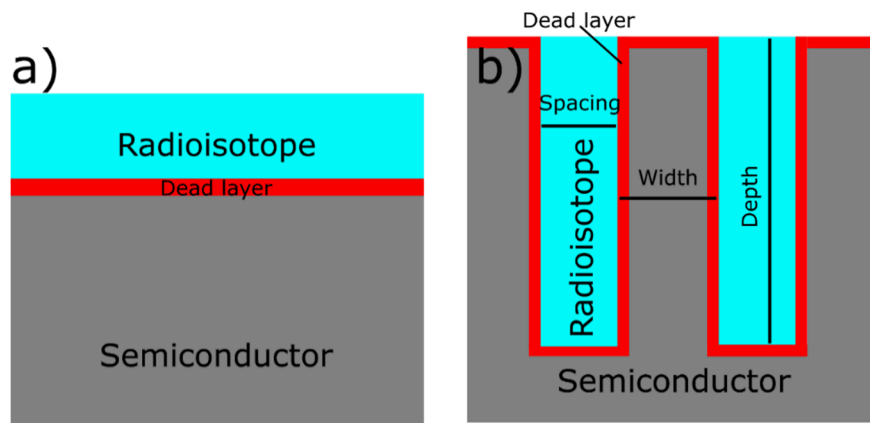 a)
Radioisotope
Dead layer
Semiconductor
Dead layer
b)
Spacing
Radioisotope
Width
Depth
Semiconductor